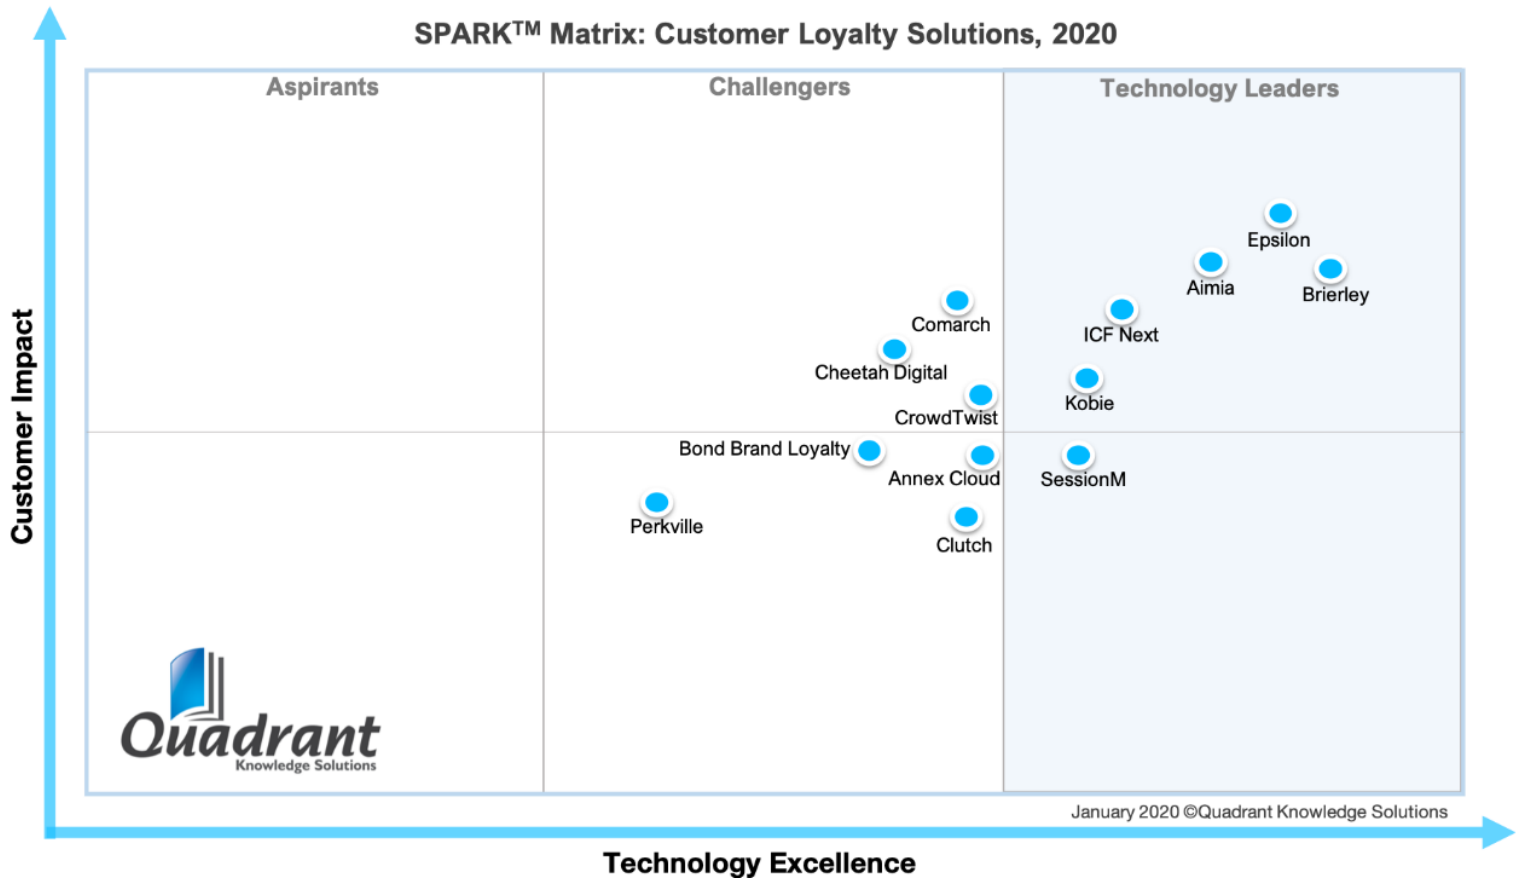 SPARK™ Matrix: Customer Loyalty Solutions, 2020
Aspirants
Challengers
Technology Leaders
Customer Impact
Epsilon
Aimia
Brierley
Comarch
ICF Next
Cheetah Digital
Kobie
CrowdTwist
Bond Brand Loyalty
Annex Cloud
SessionM
Perkville
Clutch
Quadrant
Knowledge Solutions
January 2020 ©Quadrant Knowledge Solutions
Technology Excellence